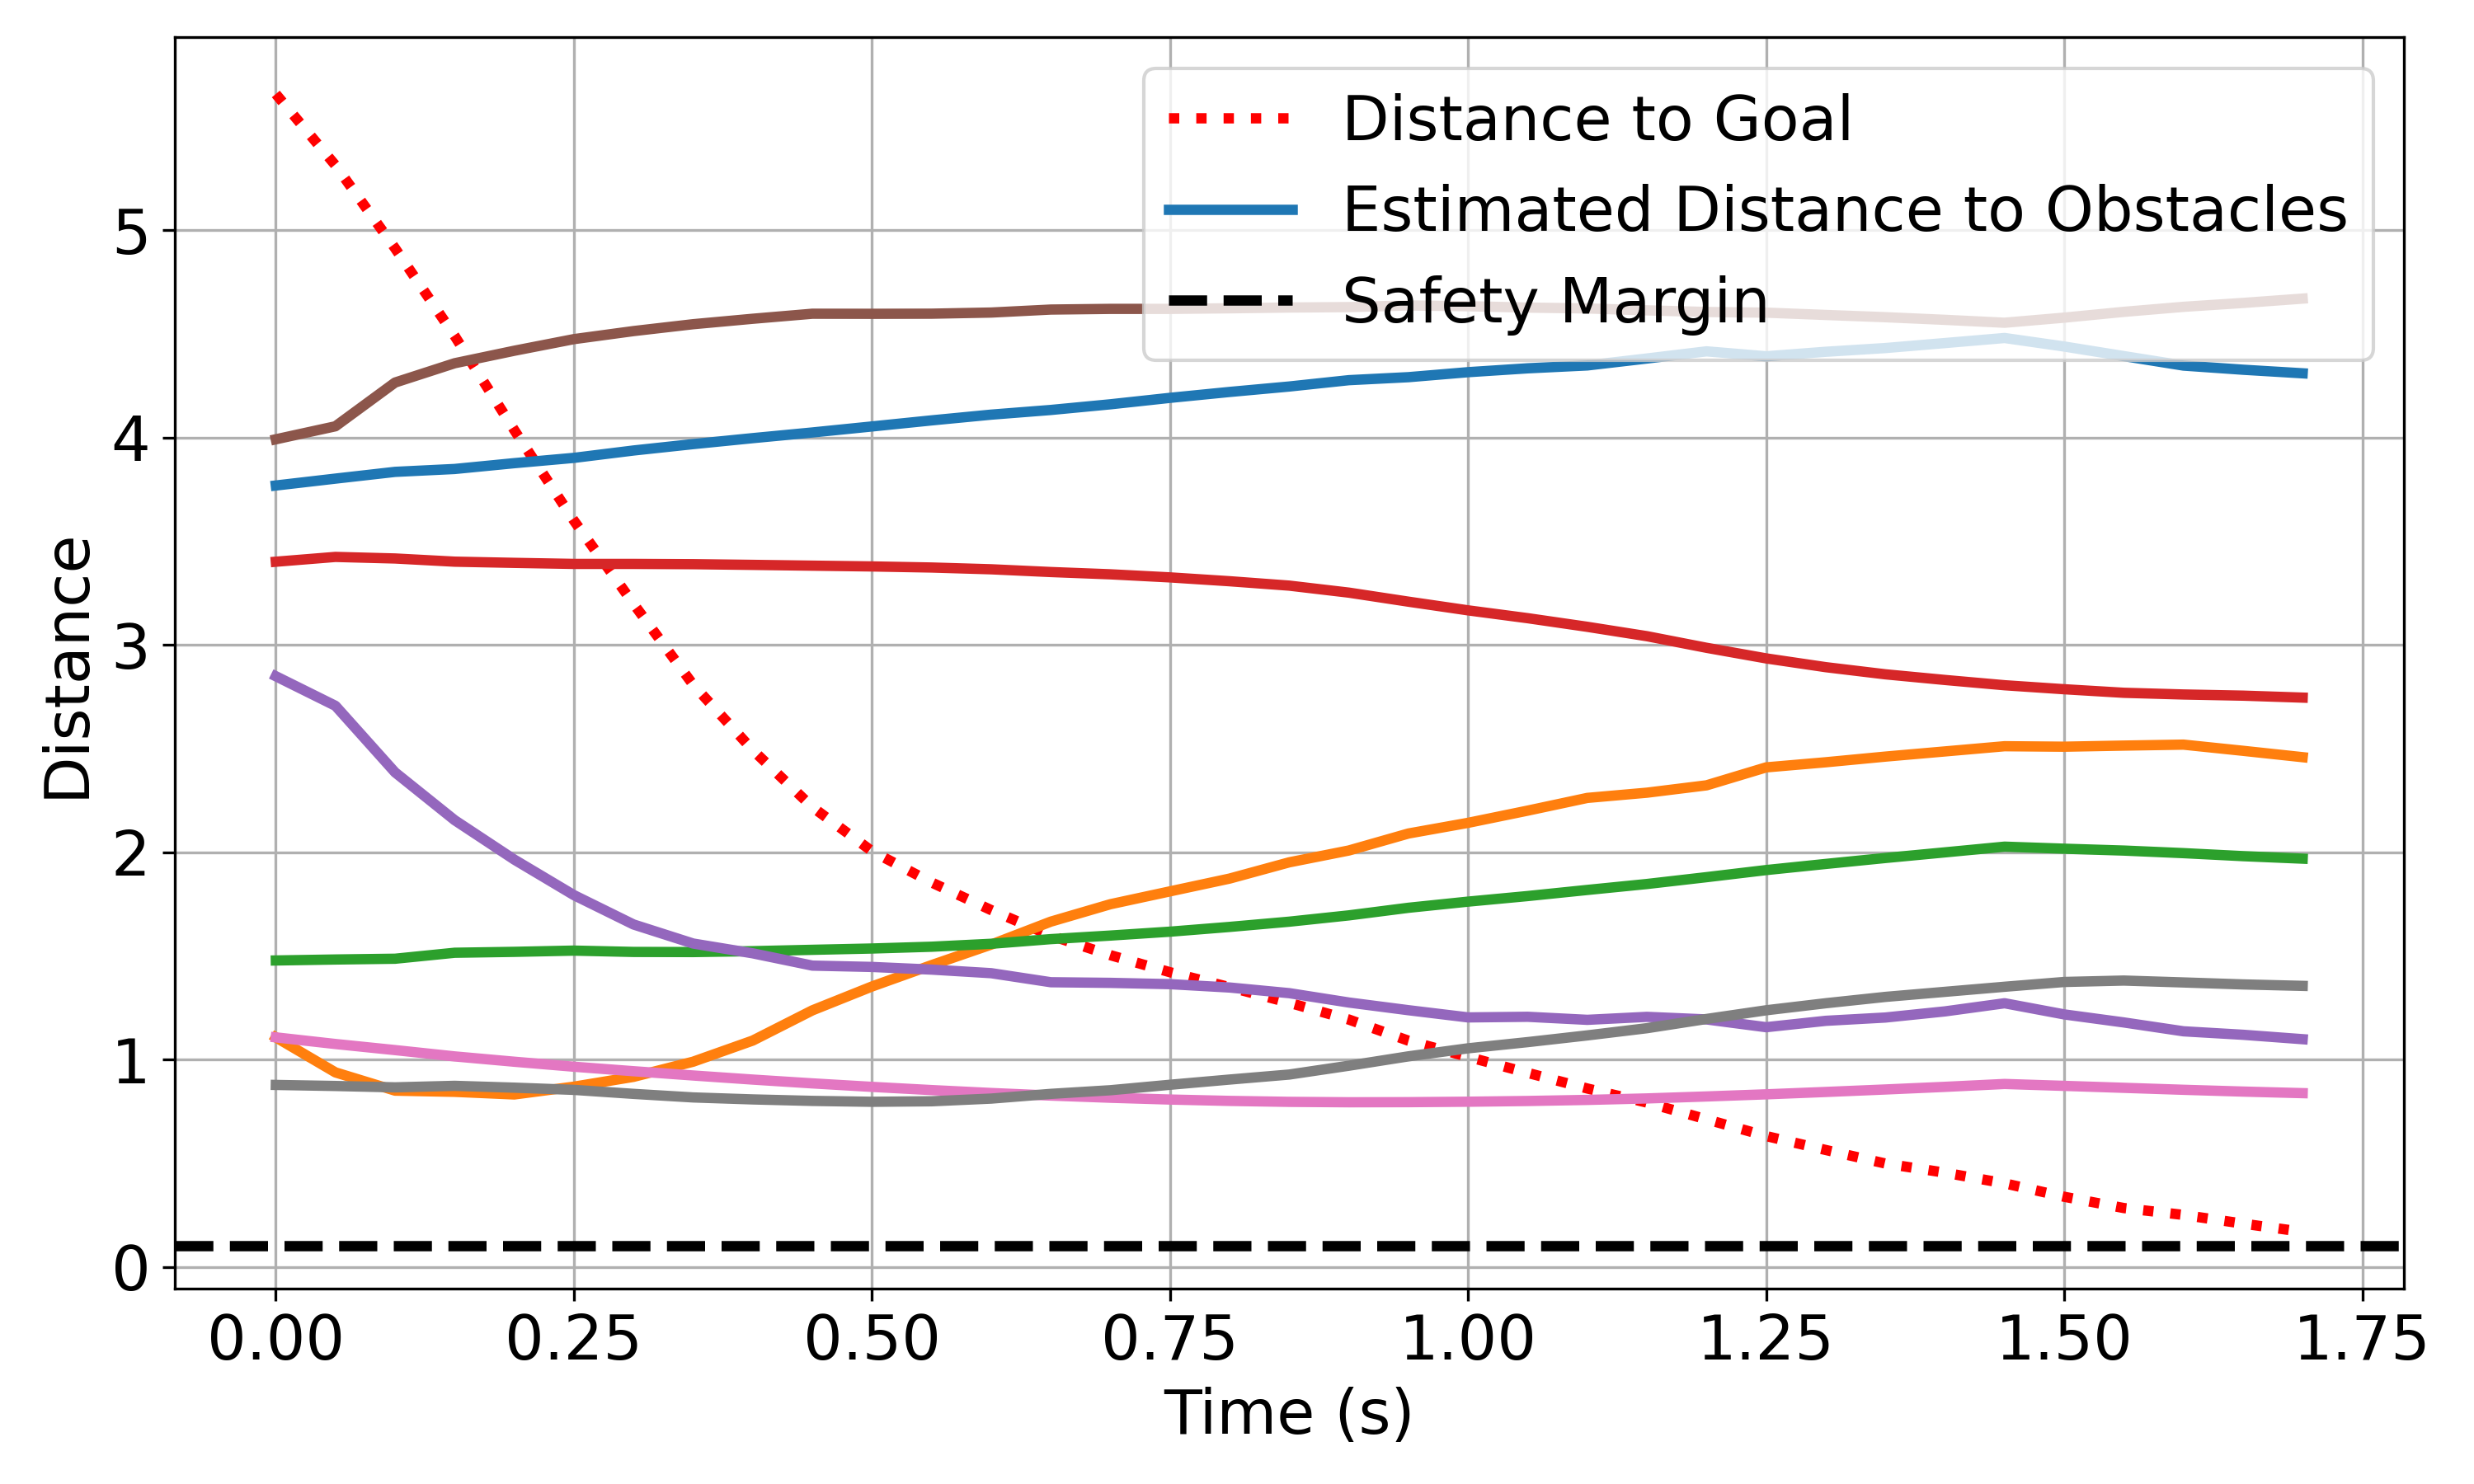 Distance to Goal
Estimated Distance to Obstacles
Safety Margin
Distance
5
4
3
2
1
0
0.00 0.25 0.50 0.75 1.00 1.25 1.50 1.75
Time (s)